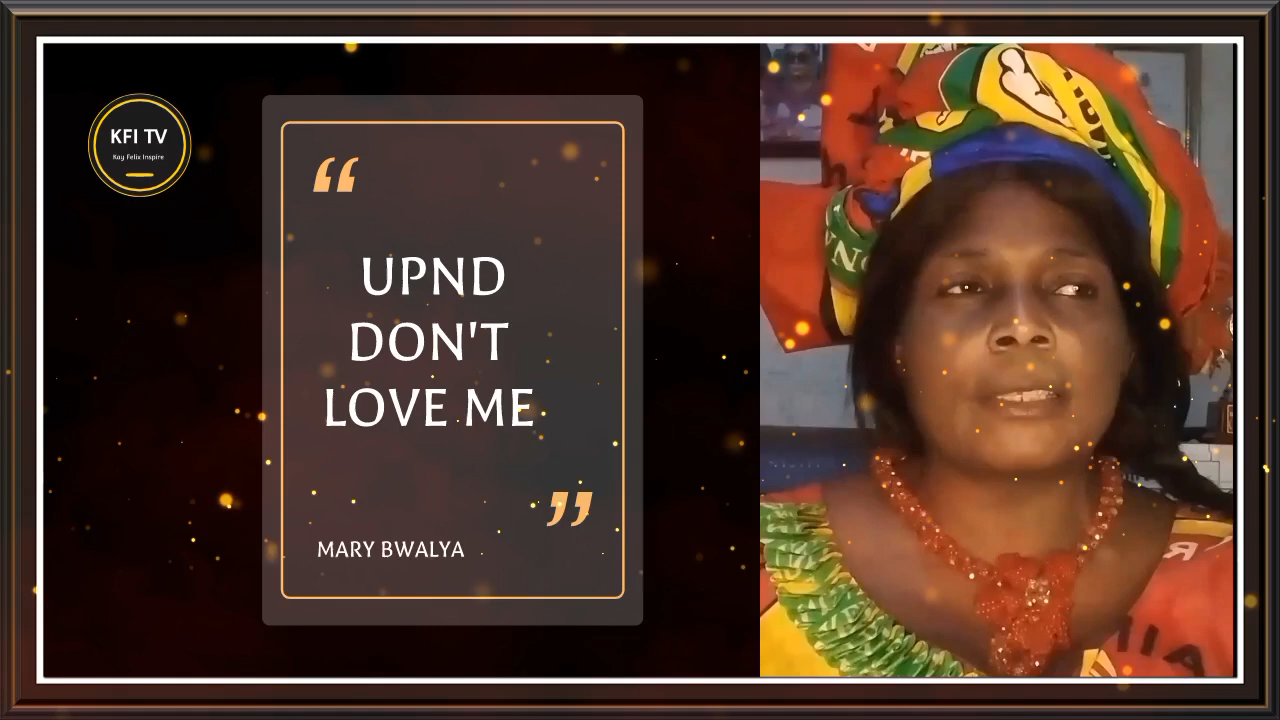 KFI TV
Kay Felix Inspire
“
UPND
DON'T
LOVE ME
”
MARY BWALYA